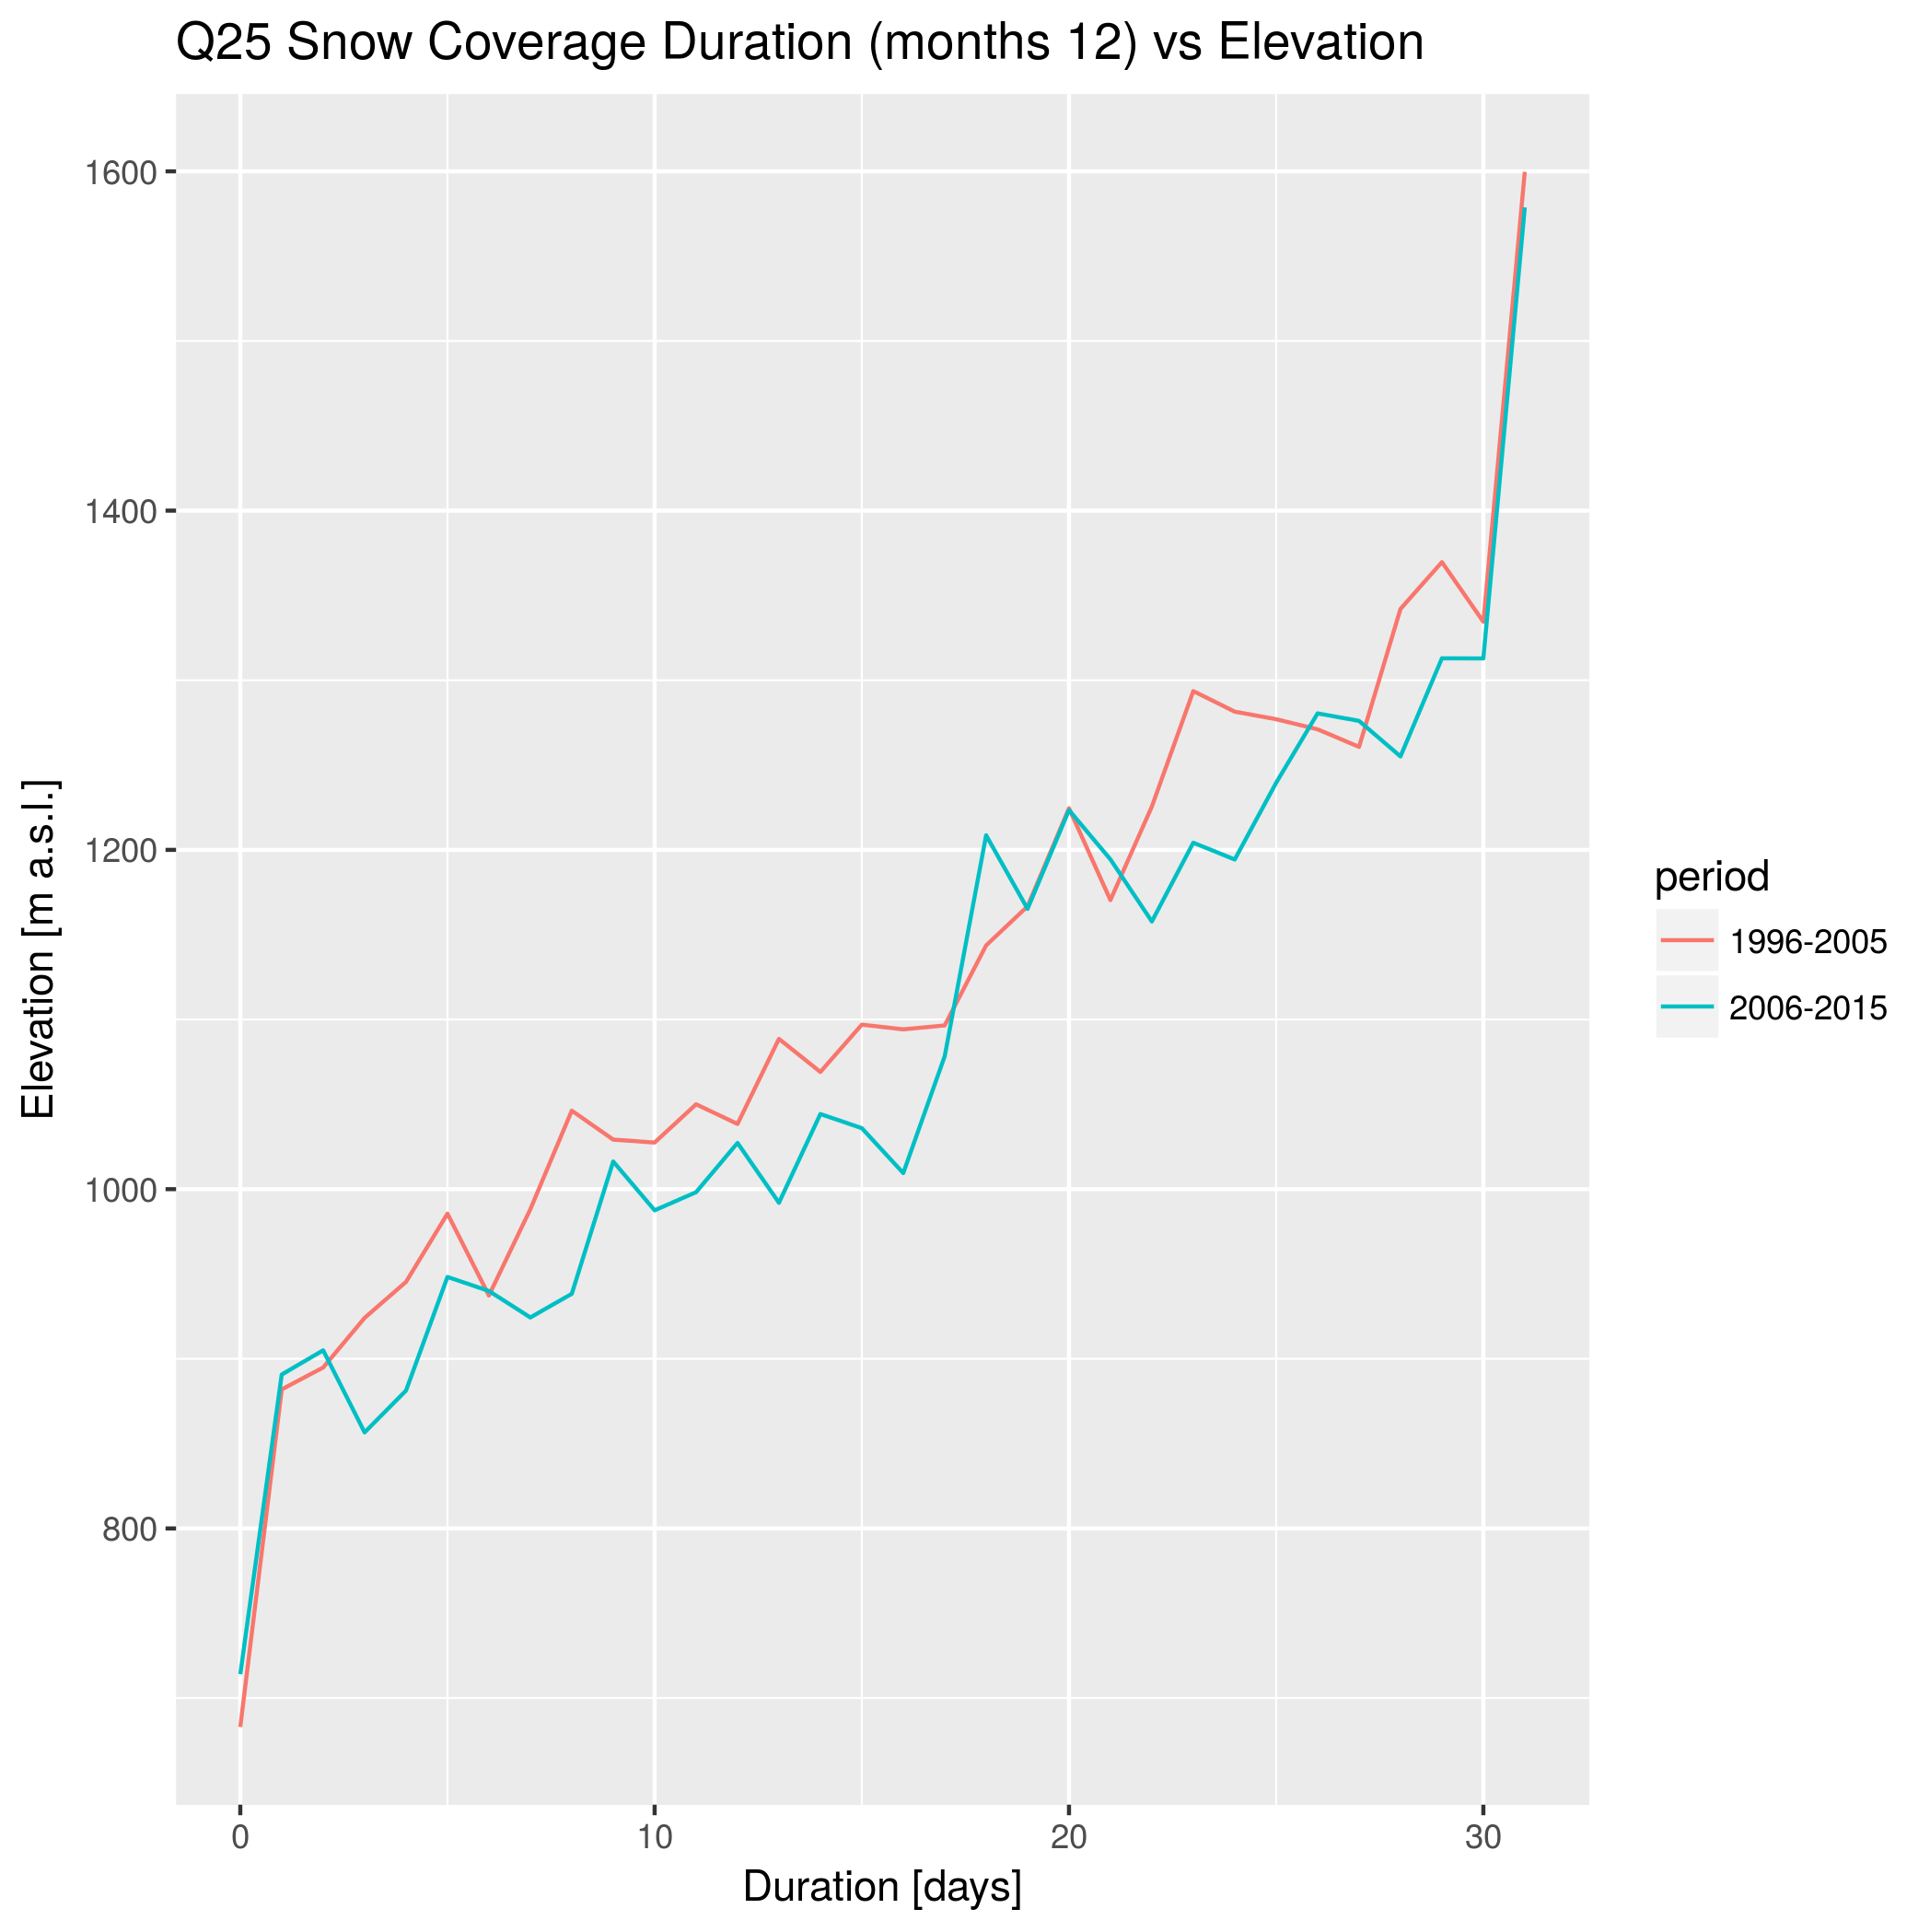 Q25 Snow Coverage Duration (months 12) vs Elevation
Elevation [m a.s.l.]
1600
1400
1200
1000
800
0 10 20 30
Duration [days]
period
1996-2005
2006-2015